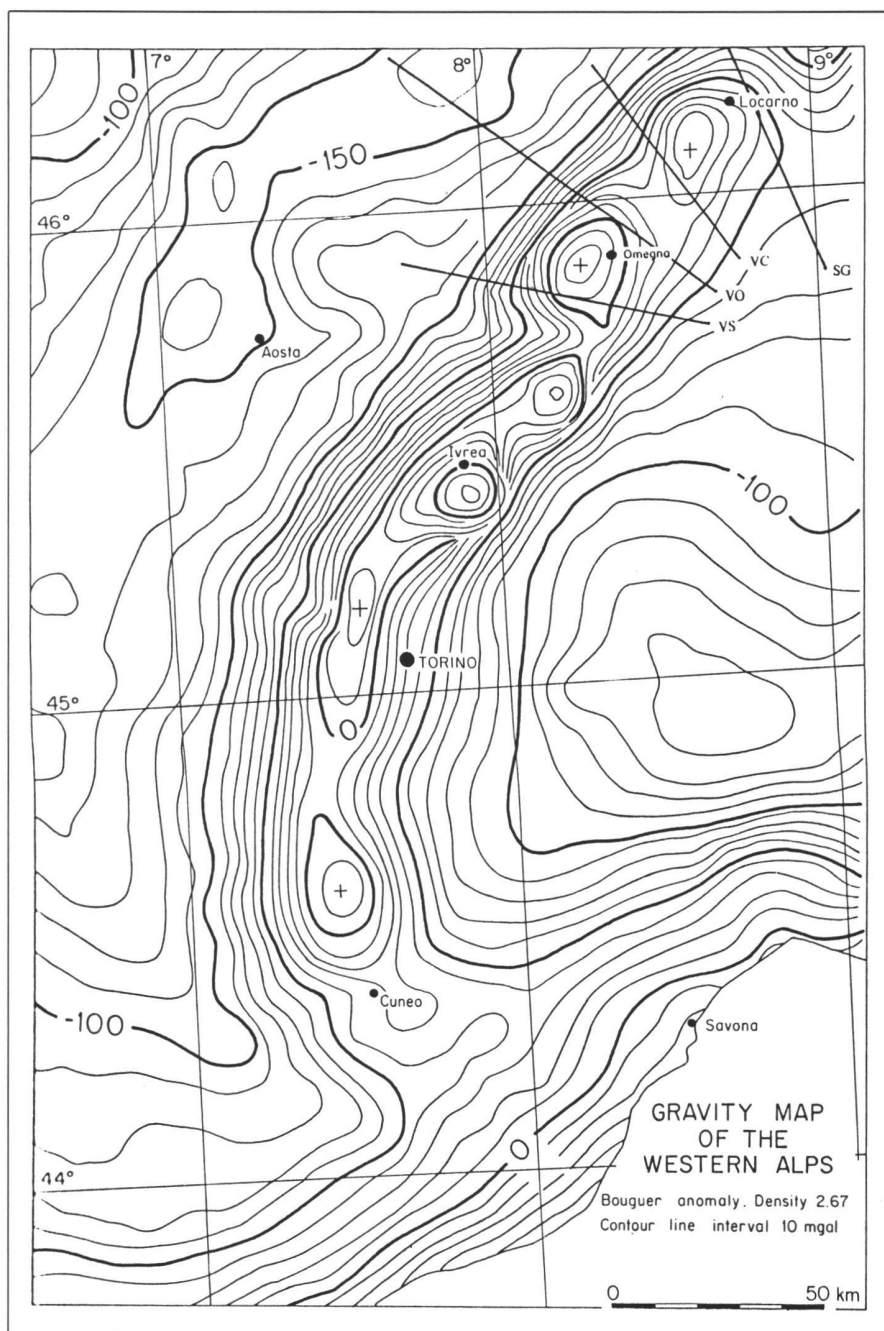 7°
8°
9°
-100
Locarno
-150
+
46°
Omegna
+
VC
SG
VO
VS
Aosta
Ivrea
-100
+
TORINO
45°
0
+
Cuneo
-100
Savona
GRAVITY MAP
OF THE
WESTERN ALPS
0
44°
Bouguer anomaly. Density 2.67
Contour line interval 10 mgal
0 50 km